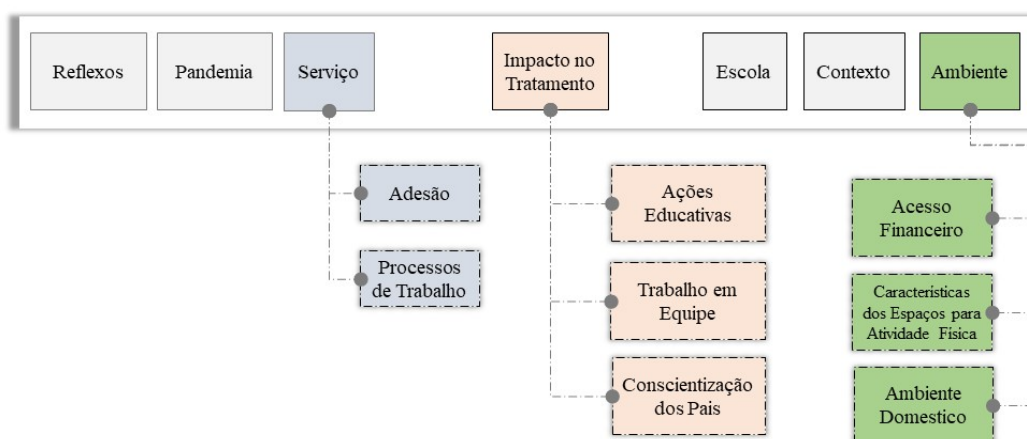 Reflexos
Pandemia
Serviço
Impacto no
Tratamento
Escola
Contexto
Ambiente
Adesão
Processos
de Trabalho
Ações
Educativas
Trabalho em
Equipe
Conscientização
dos Pais
Acesso
Financeiro
Características
dos Espaços para
Atividade Física
Ambiente
Domestico